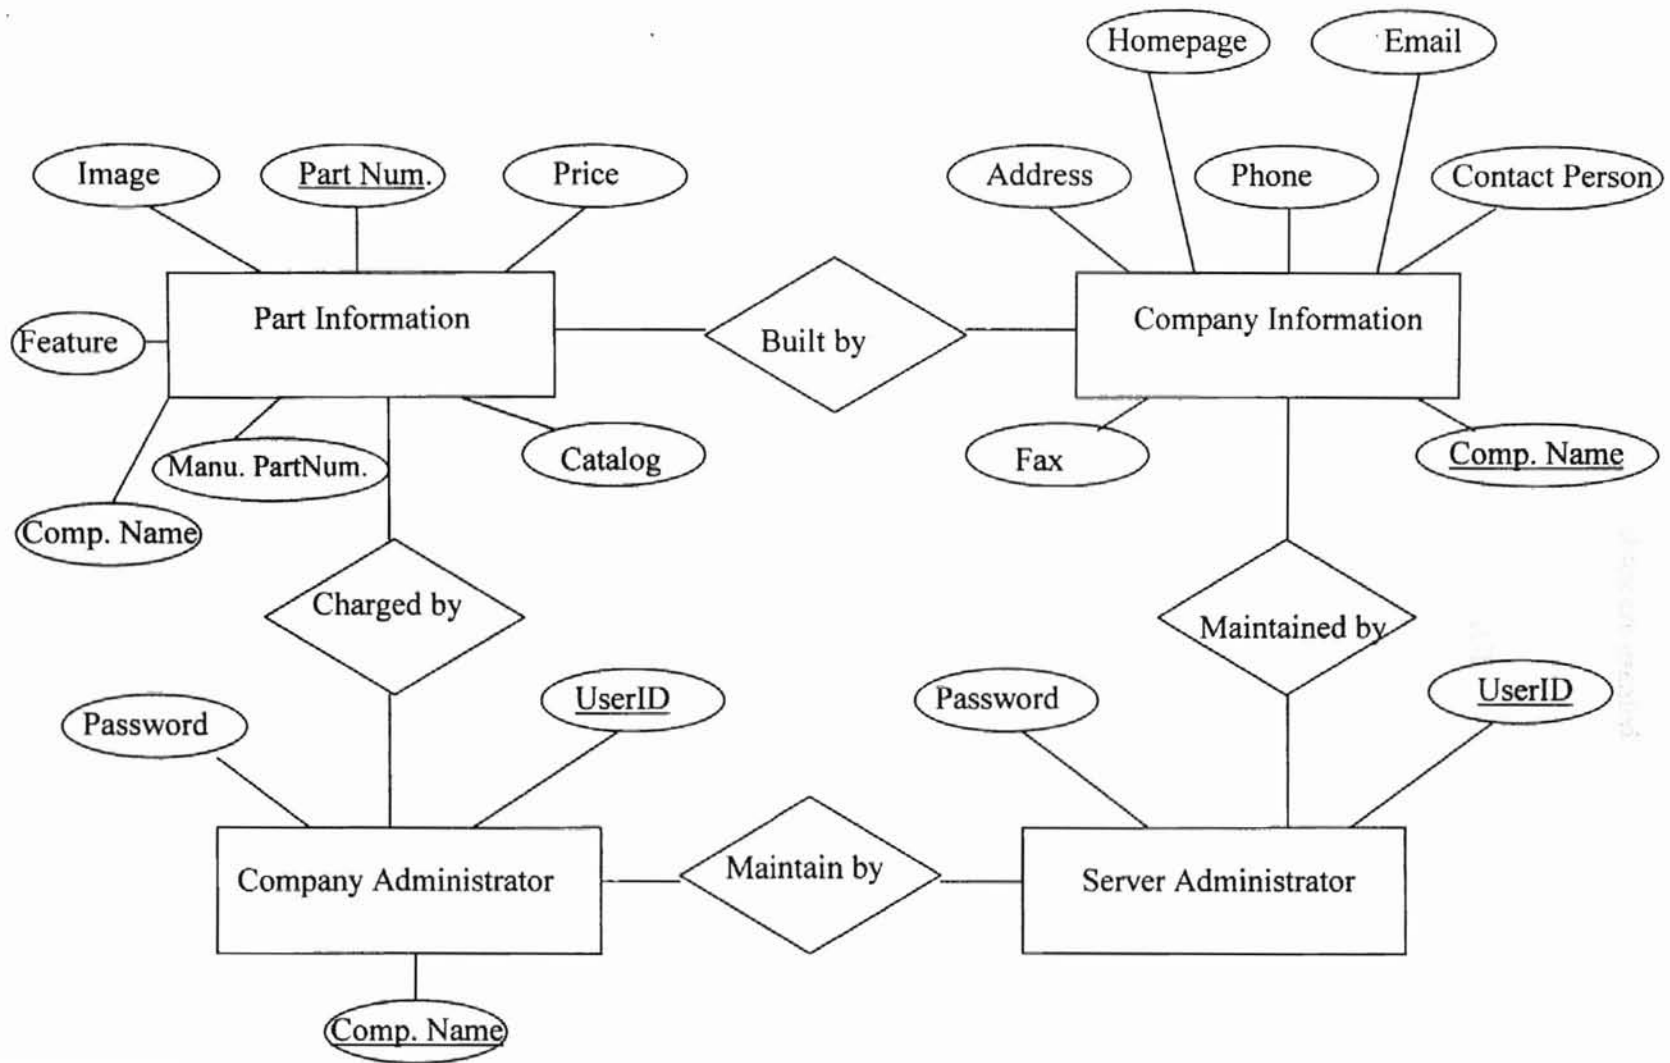 Homepage
Email
Image
Part Num.
Price
Address
Phone
Contact Person
Part Information
Company Information
Feature
Built by
Manu. PartNum.
Catalog
Fax
Comp. Name
Comp. Name
Charged by
Maintained by
Password
UserID
Password
UserID
Company Administrator
Maintain by
Server Administrator
Comp. Name